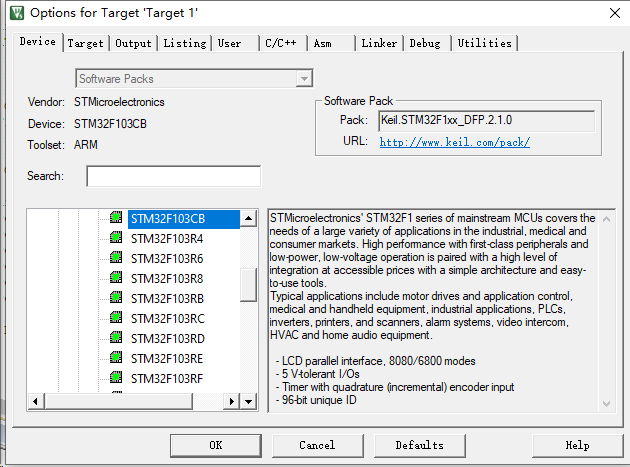 Options for Target 'Target 1'
Device Target Output Listing User C/C++ Asm Linker Debug Utilities
Software Packs
Vendor: STMicroelectronics
Device: STM32F103CB
Toolset: ARM
Search:
Software Pack
Pack: Keil.STM32F1xx_DFP.2.1.0
URL: http://www.keil.com/pack/
STM32F103CB
STM32F103R4
STM32F103R6
STM32F103R8
STM32F103RB
STM32F103RC
STM32F103RD
STM32F103RE
STM32F103RF
STMicroelectronics' STM32F1 series of mainstream MCUs covers the
needs of a large variety of applications in the industrial, medical and
consumer markets. High performance with first-class peripherals and
low-power, low-voltage operation is paired with a high level of
integration at accessible prices with a simple architecture and easy-
to-use tools.
Typical applications include motor drives and application control,
medical and handheld equipment, industrial applications, PLCs,
inverters, printers, and scanners, alarm systems, video intercom,
HVAC and home audio equipment.
- LCD parallel interface, 8080/6800 modes
- 5 V-tolerant I/Os
- Timer with quadrature (incremental) encoder input
- 96-bit unique ID
OK Cancel Defaults Help